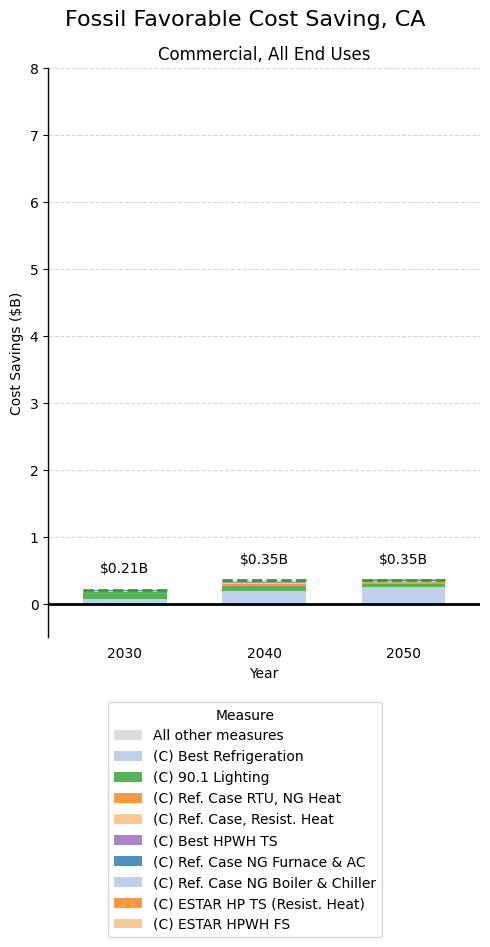 Fossil Favorable Cost Saving, CA
Commercial, All End Uses
8
7
6
5
4
3
2
1
0
Cost Savings ($B)
$0.21B
$0.35B
$0.35B
2030
2040
2050
Year
Measure
All other measures
(C) Best Refrigeration
(C) 90.1 Lighting
(C) Ref. Case RTU, NG Heat
(C) Ref. Case, Resist. Heat
(C) Best HPWH TS
(C) Ref. Case NG Furnace & AC
(C) Ref. Case NG Boiler & Chiller
(C) ESTAR HP TS (Resist. Heat)
(C) ESTAR HPWH FS